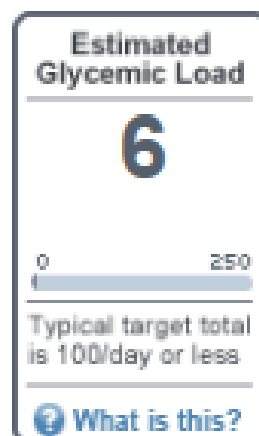 Estimated
Glycemic Load
6
0 250
Typical target total
is 100/day or less
? What is this?